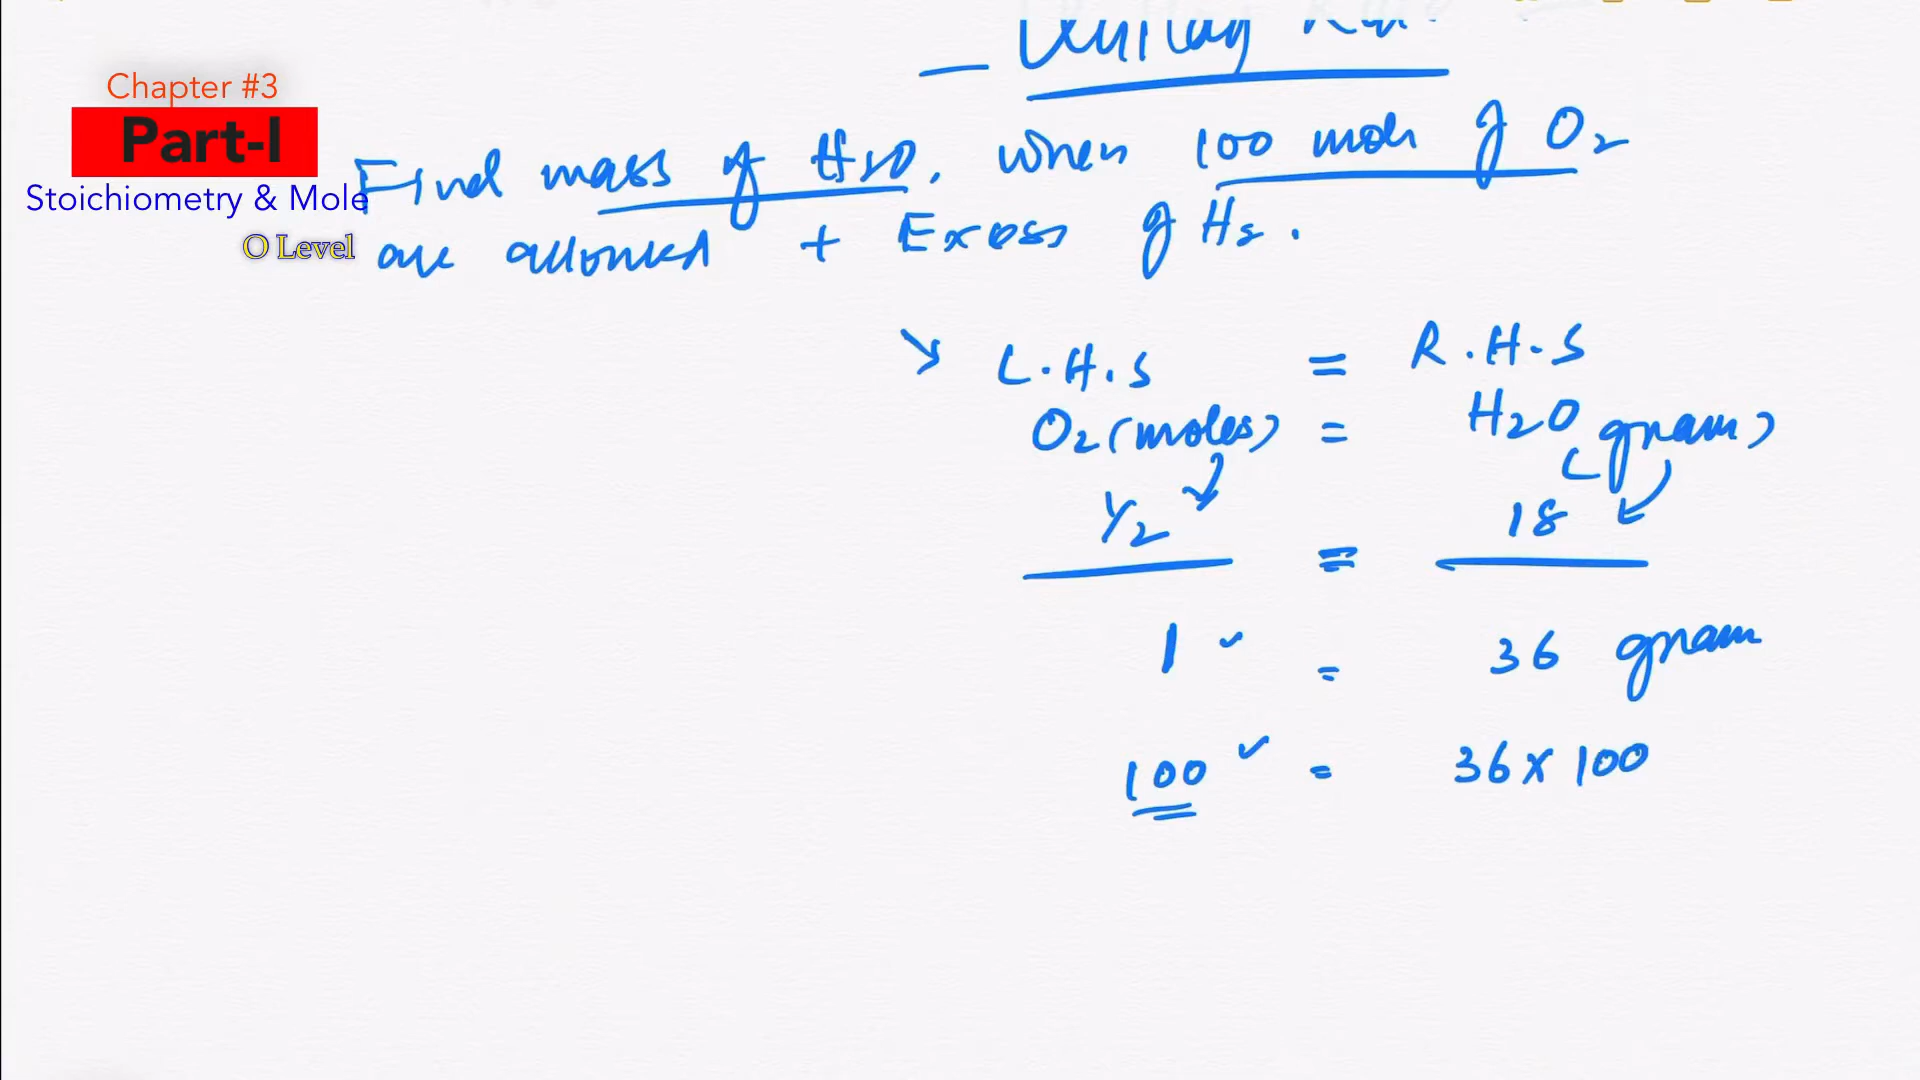 Chapter #3
Part-I
Stoichiometry & Mole
O Level
Find mass of H2O, when 100 moles of O2
are allowed + Excess of H2.
L.H.S = R.H.S
O2 (moles) = H2O (gram)
1/2 = 18
1 = 36 gram
100 = 36 x 100